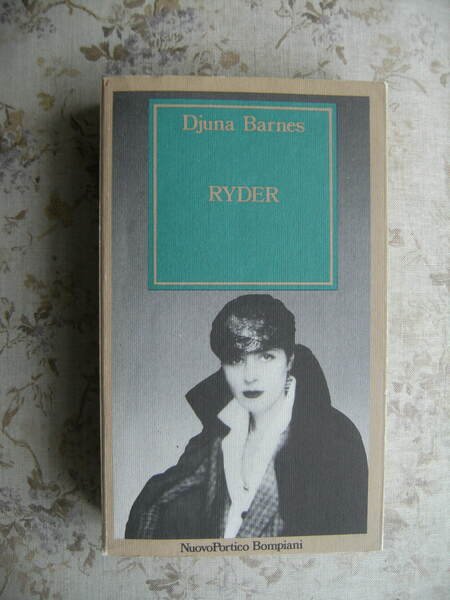 Djuna Barnes
RYDER
NuovoPortico Bompiani